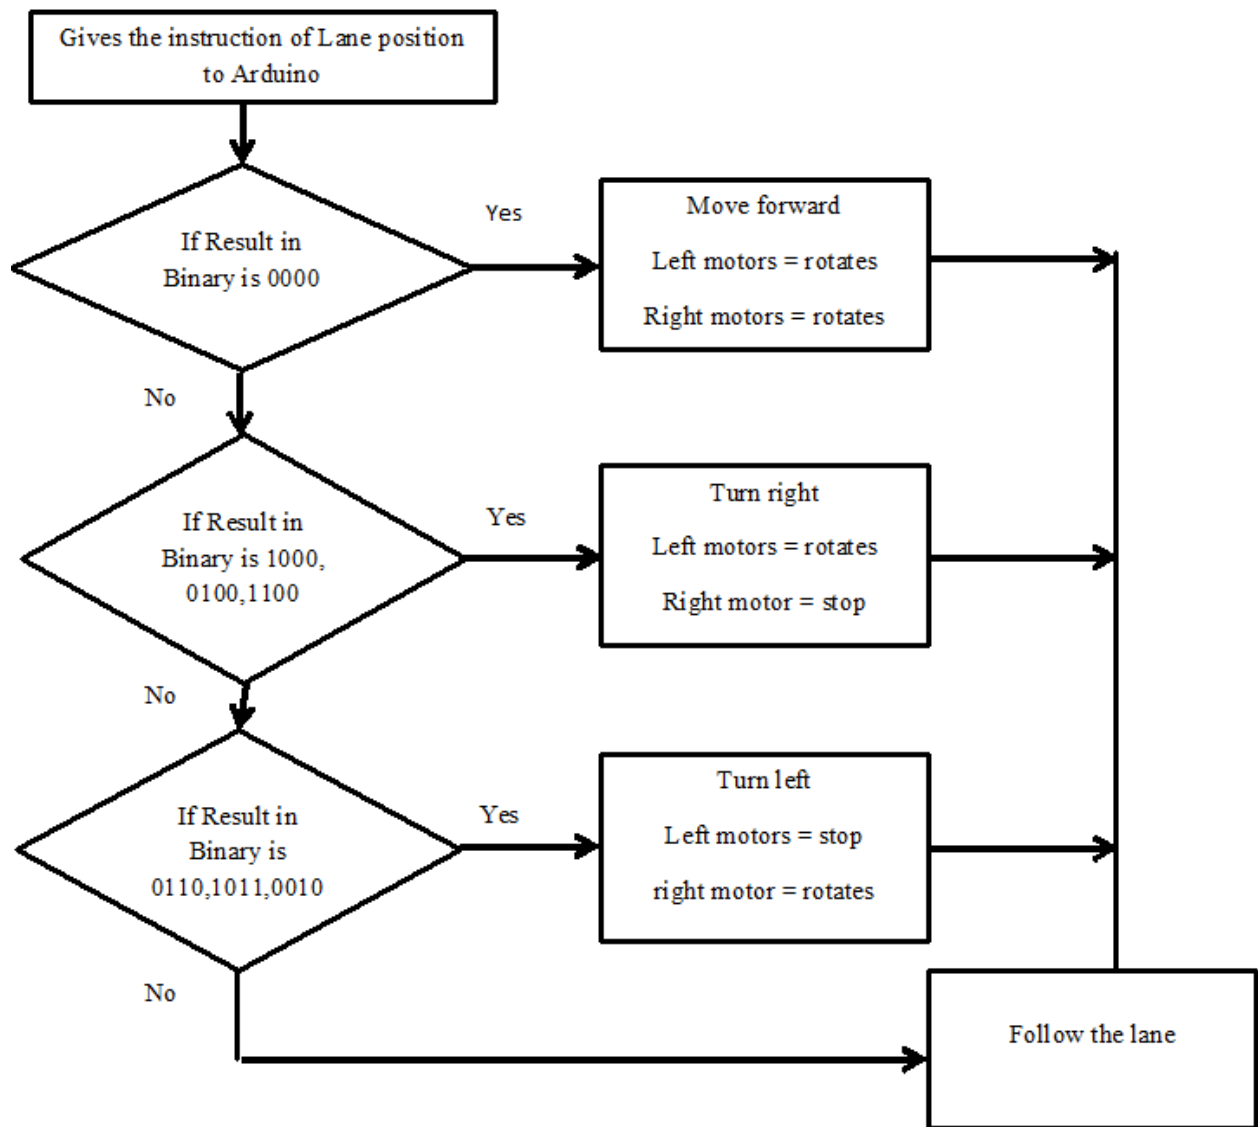 Gives the instruction of Lane position
to Arduino
If Result in
Binary is 0000
Yes
Move forward
Left motors = rotates
Right motors = rotates
No
If Result in
Binary is 1000,
0100,1100
Yes
Turn right
Left motors = rotates
Right motor = stop
No
If Result in
Binary is
0110,1011,0010
Yes
Turn left
Left motors = stop
right motor = rotates
No
Follow the lane